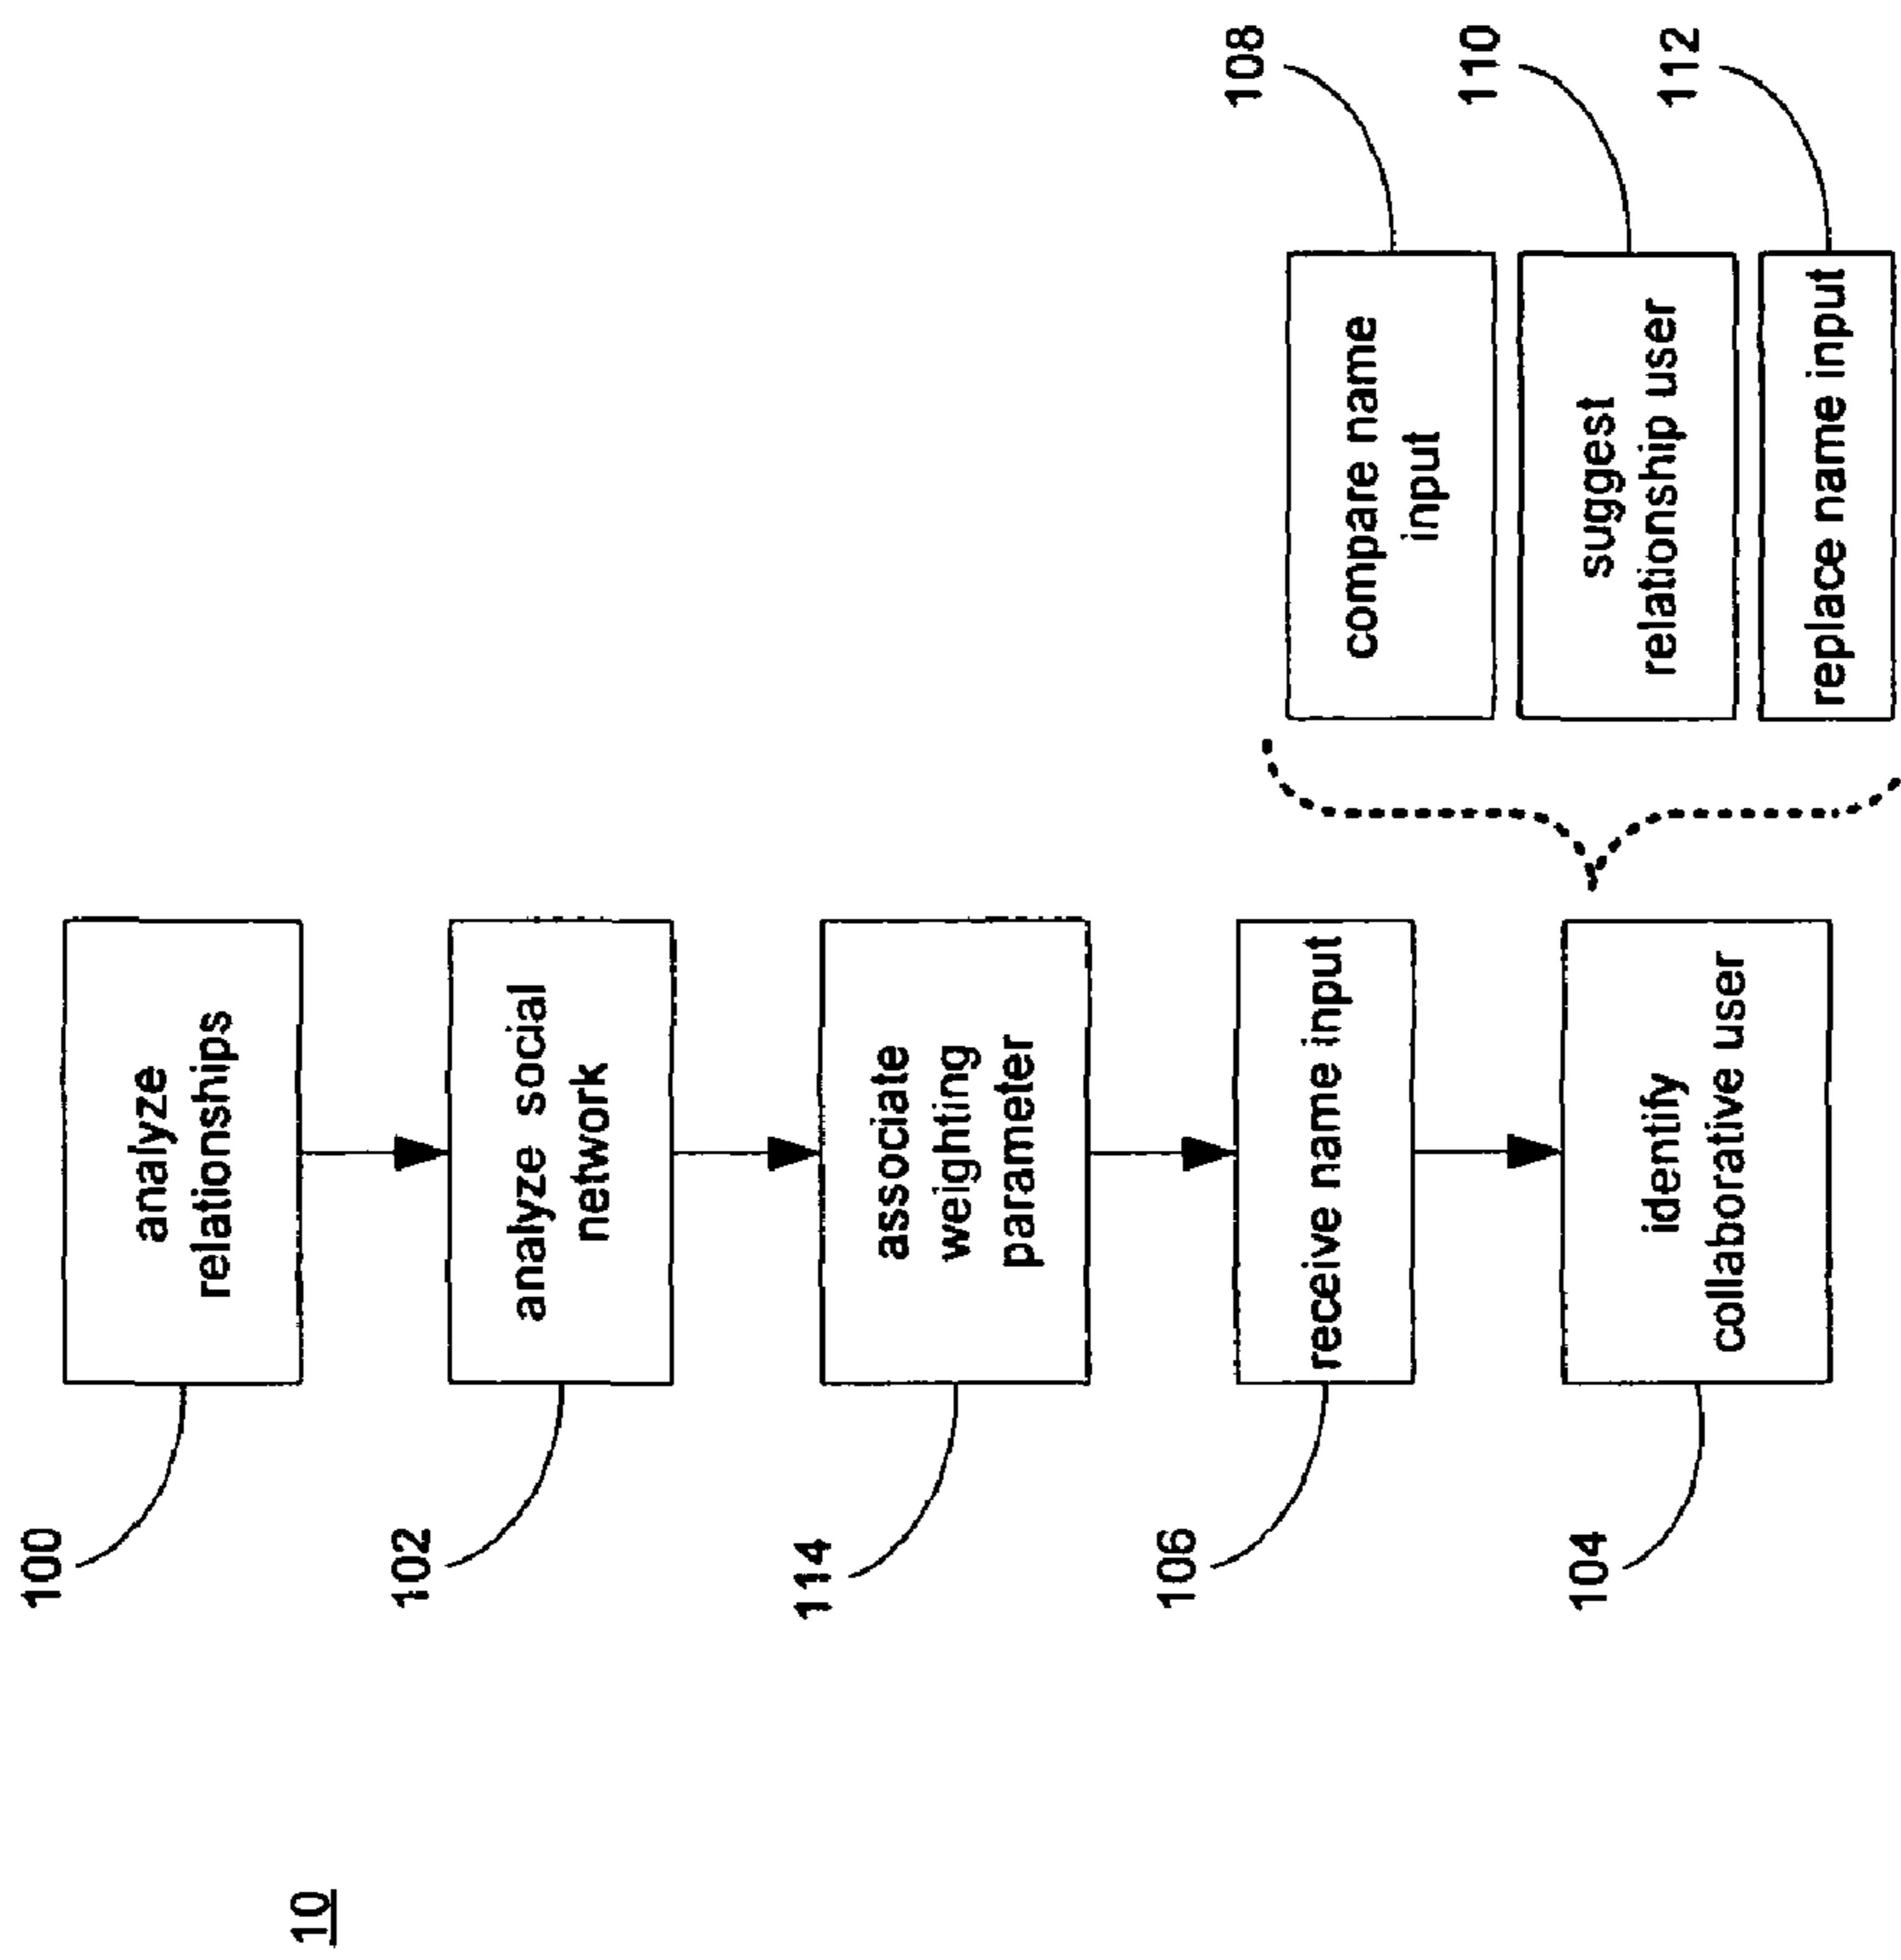 10
100
analyze
relationships
102
analyze social
network
114
associate
weighting
parameter
106
receive name input
104
identify
collaborative user
108
compare name
input
110
suggest
relationship user
112
replace name input